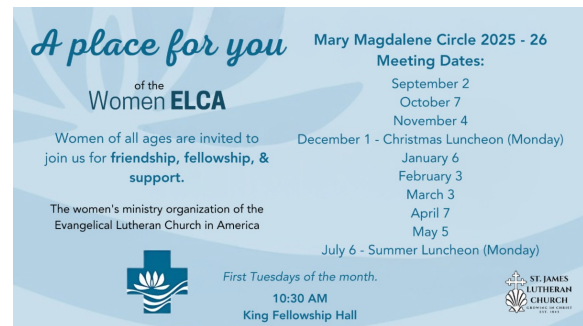 A place for you
of the
Women ELCA
Women of all ages are invited to
join us for friendship, fellowship, &
support.
The women's ministry organization of the
Evangelical Lutheran Church in America
Mary Magdalene Circle 2025 - 26
Meeting Dates:
September 2
October 7
November 4
December 1 - Christmas Luncheon (Monday)
January 6
February 3
March 3
April 7
May 5
July 6 - Summer Luncheon (Monday)
First Tuesdays of the month.
10:30 AM
King Fellowship Hall
ST. JAMES
LUTHERAN
CHURCH
GROWING IN CHRIST